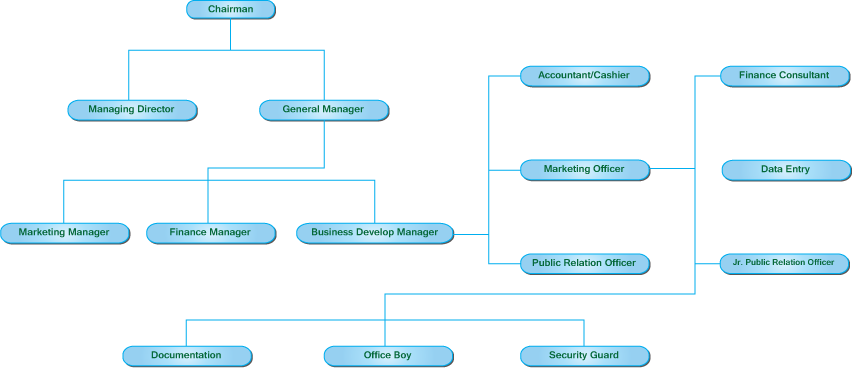 Chairman
Managing Director
General Manager
Accountant/Cashier
Finance Consultant
Marketing Officer
Data Entry
Marketing Manager
Finance Manager
Business Develop Manager
Public Relation Officer
Jr. Public Relation Officer
Documentation
Office Boy
Security Guard